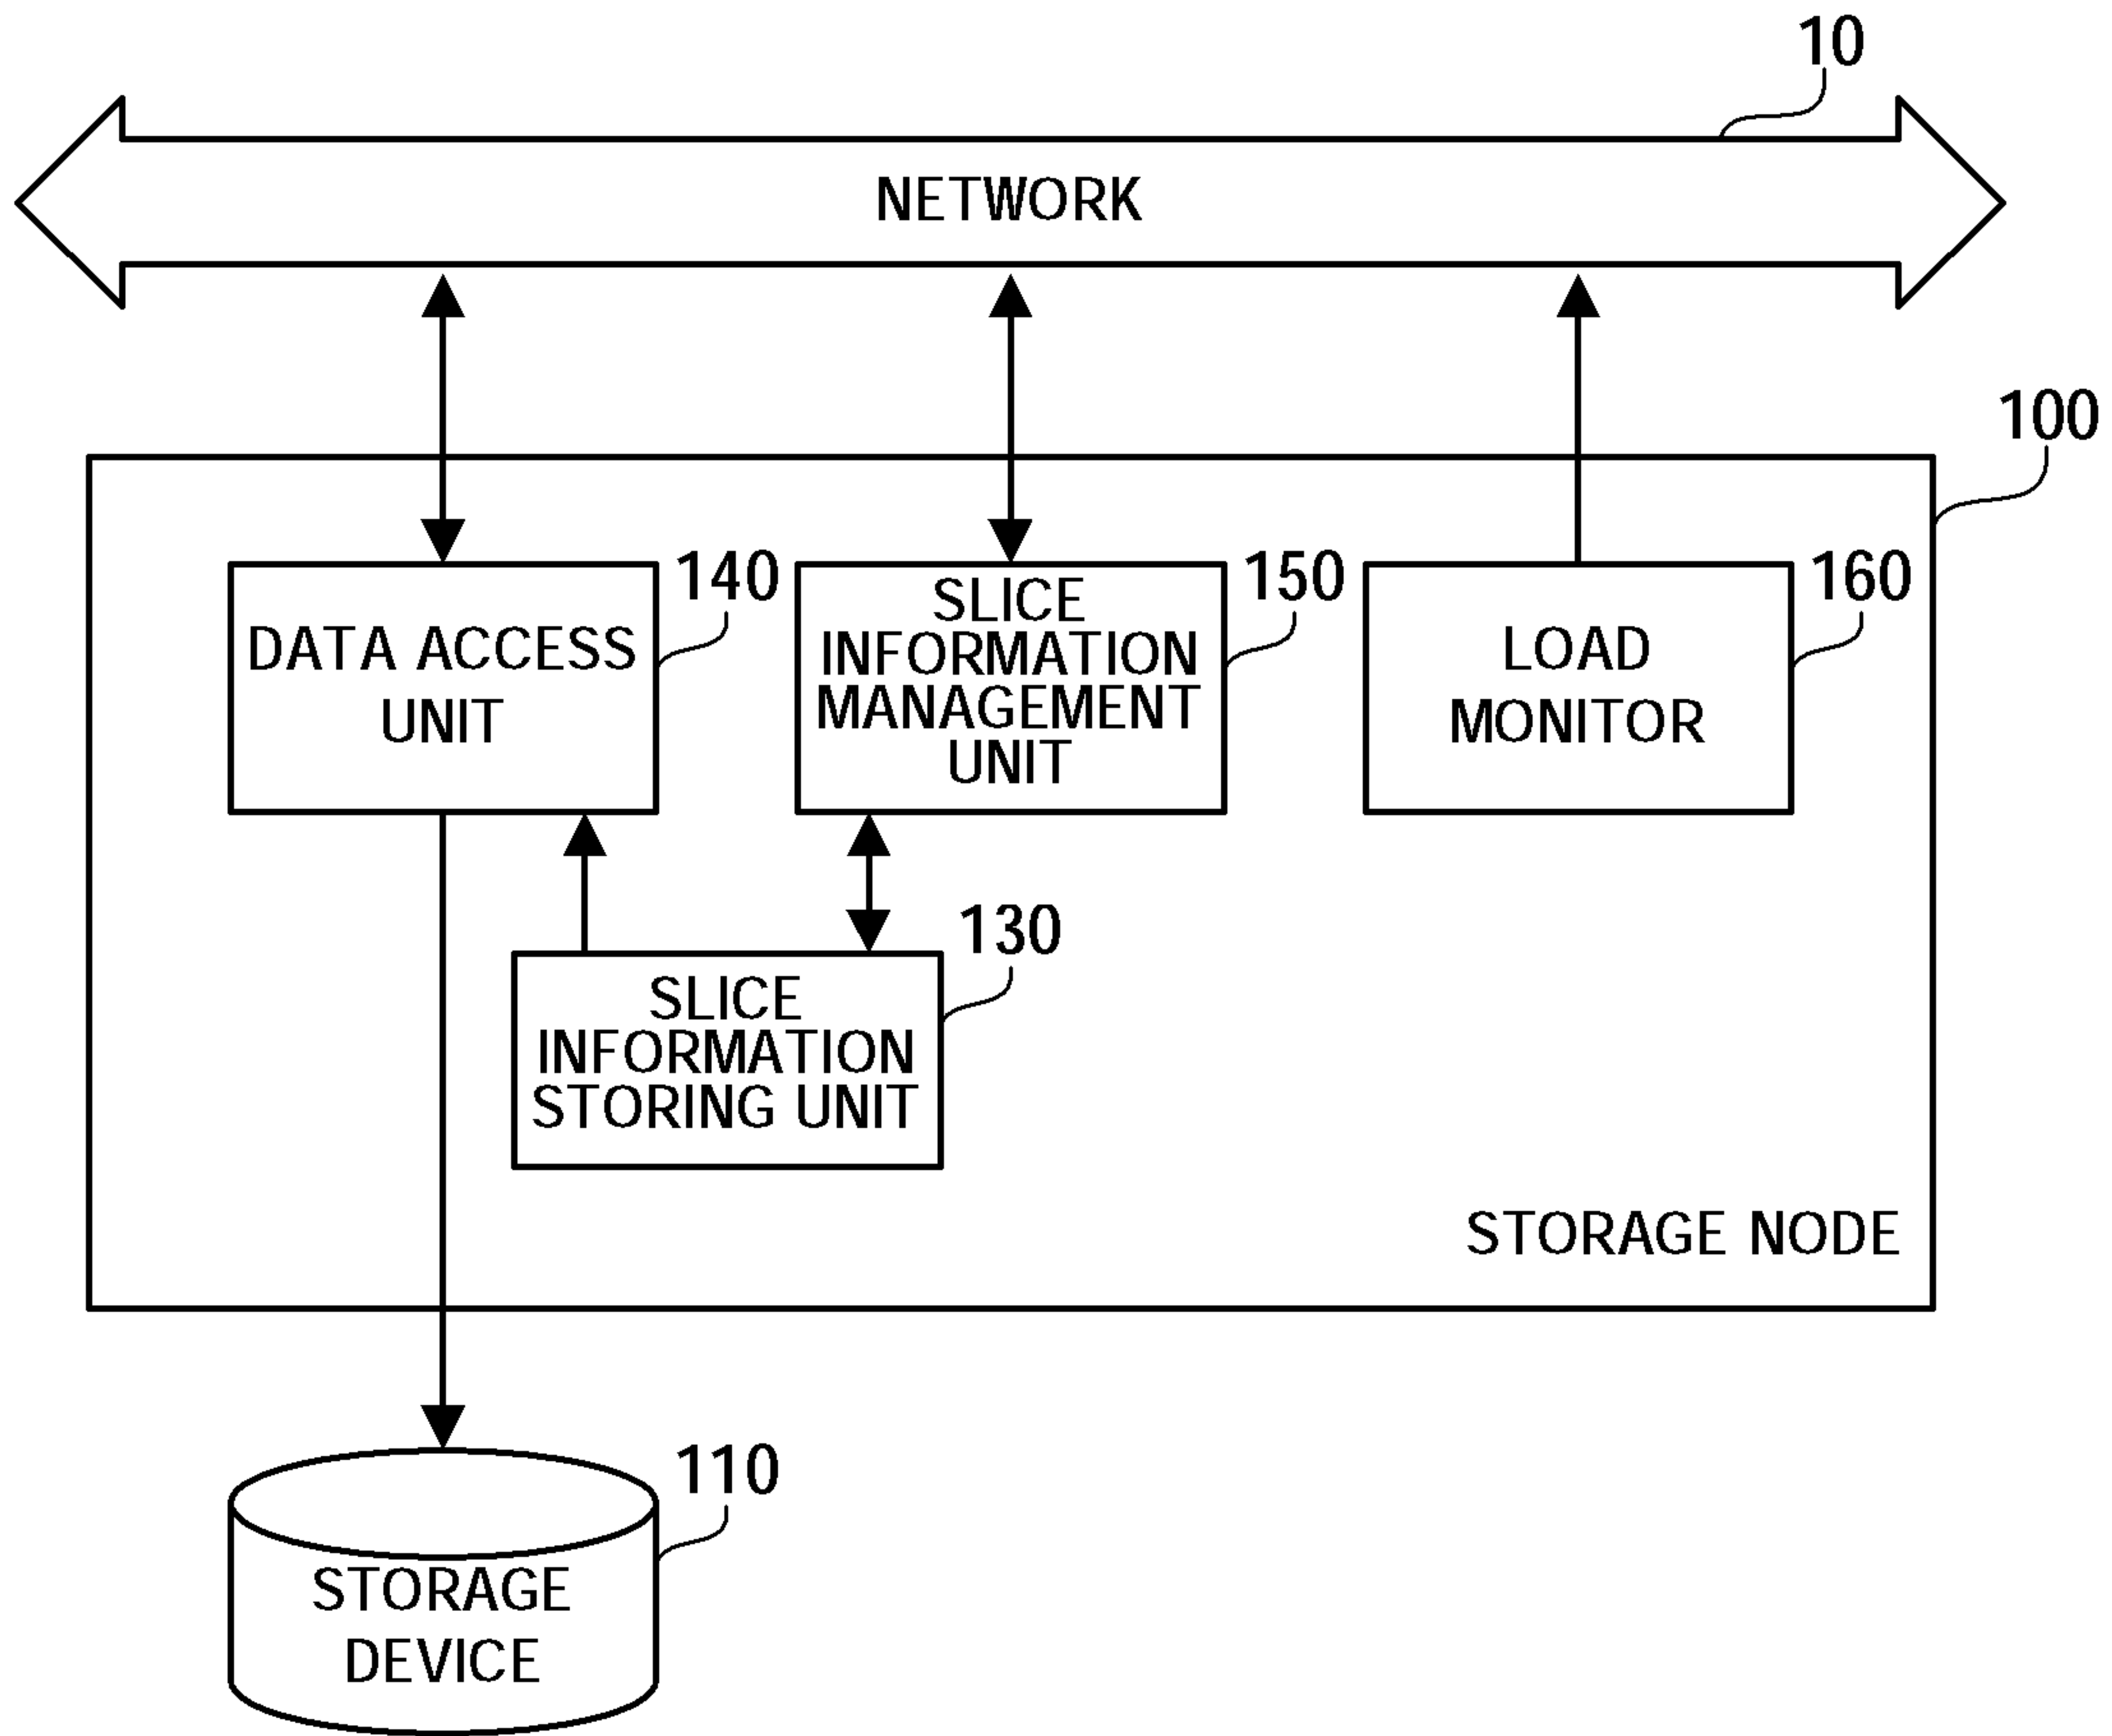 10
NETWORK
100
140
150
160
DATA ACCESS
UNIT
SLICE
INFORMATION
MANAGEMENT
UNIT
LOAD
MONITOR
130
SLICE
INFORMATION
STORING UNIT
STORAGE NODE
110
STORAGE
DEVICE